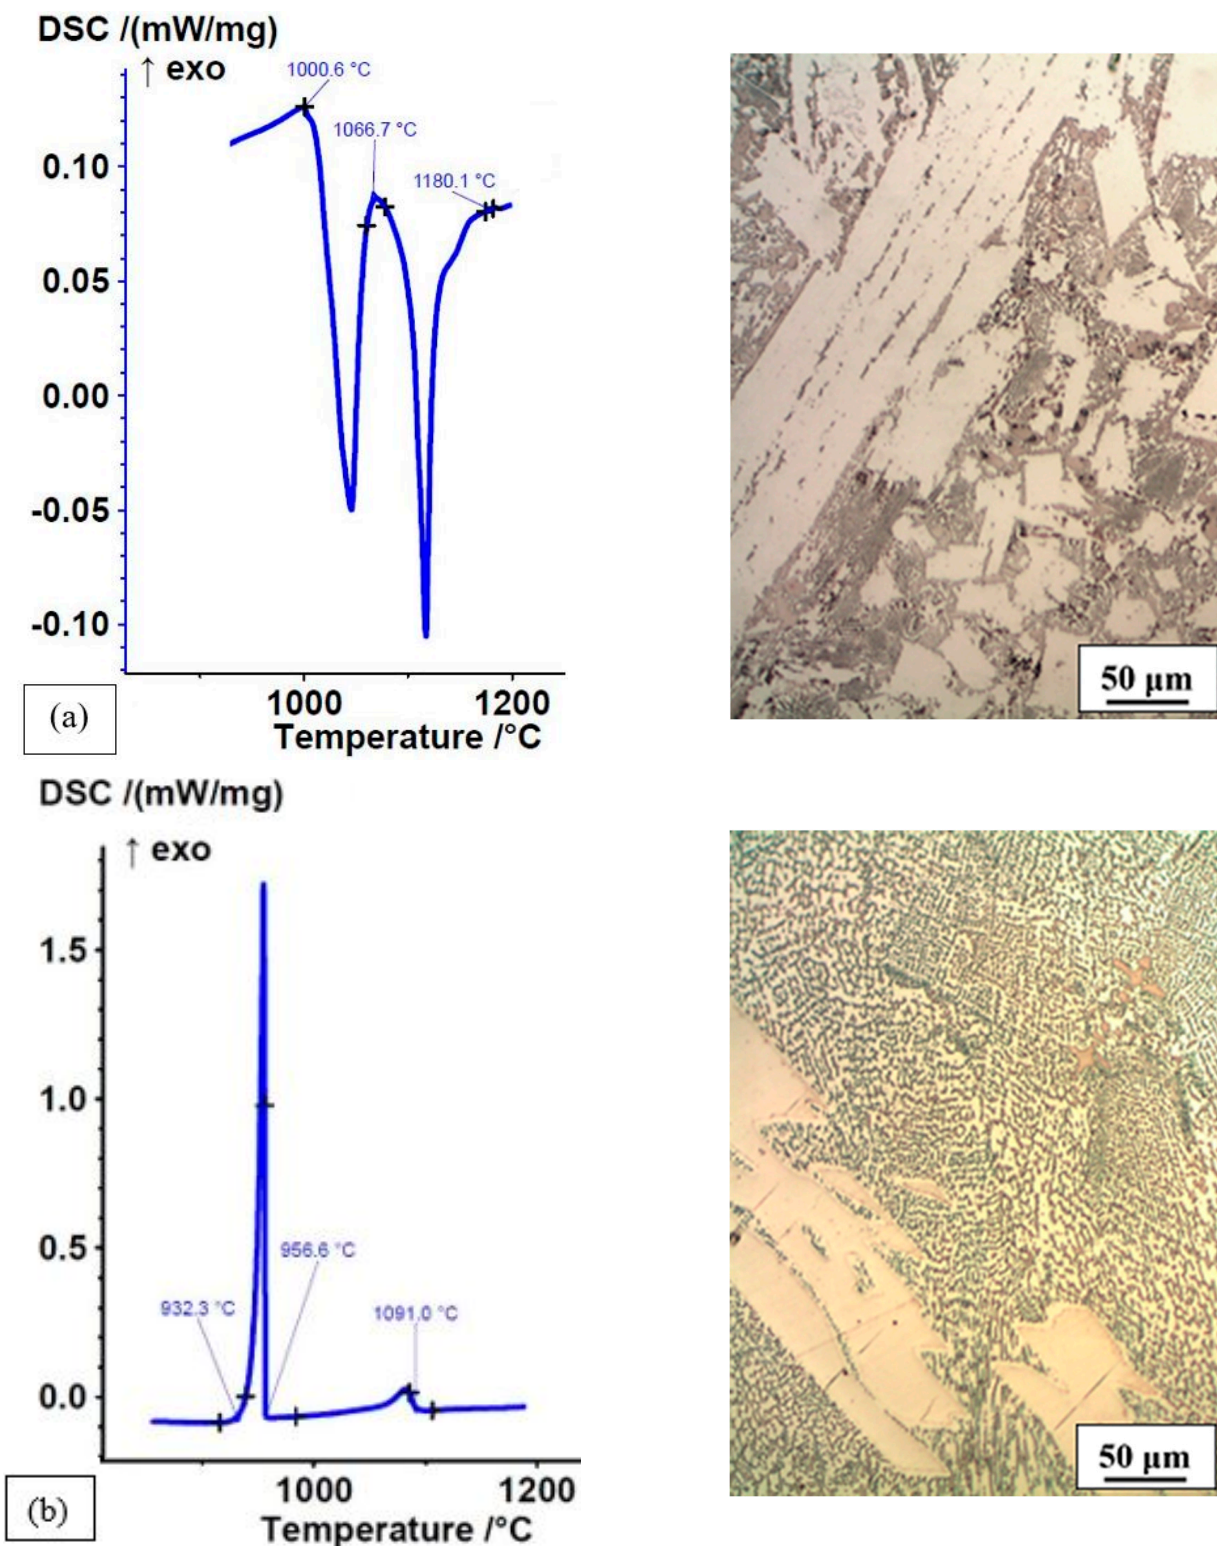 DSC /(mW/mg)
↑ exo
1000.6 °C
1066.7 °C
1180.1 °C
0.10
0.05
0.00
-0.05
-0.10
1000 1200
Temperature /°C
(a)
50 μm
DSC /(mW/mg)
↑ exo
1.5
1.0
0.5
0.0
956.6 °C
932.3 °C
1091.0 °C
1000 1200
Temperature /°C
(b)
50 μm